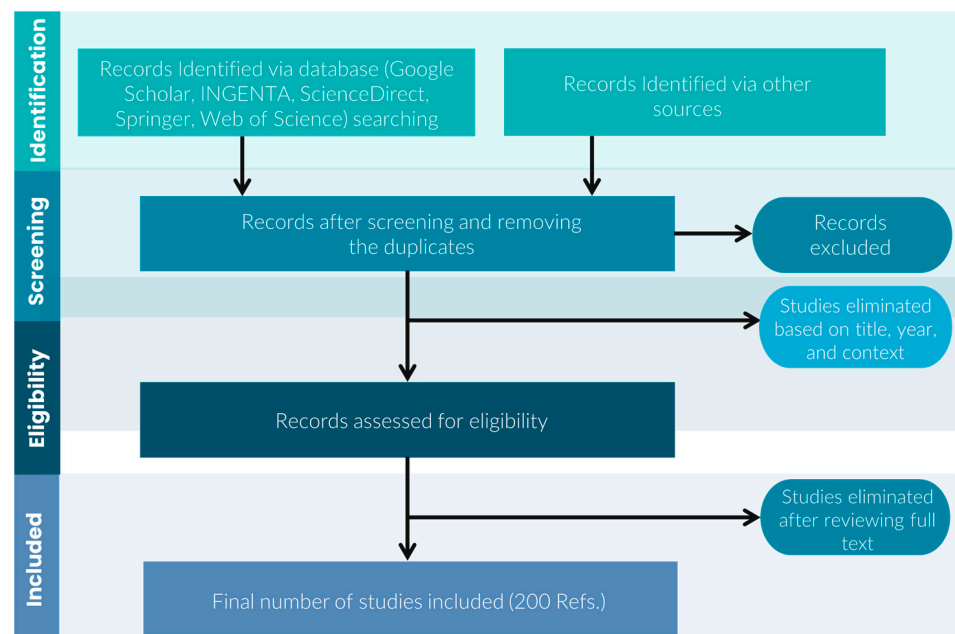 Identification
Records Identified via database (Google
Scholar, INGENTA, ScienceDirect,
Springer, Web of Science) searching
Records Identified via other
sources
Screening
Records after screening and removing
the duplicates
Records
excluded
Studies eliminated
based on title, year,
and context
Eligibility
Records assessed for eligibility
Included
Studies eliminated
after reviewing full
text
Final number of studies included (200 Refs.)